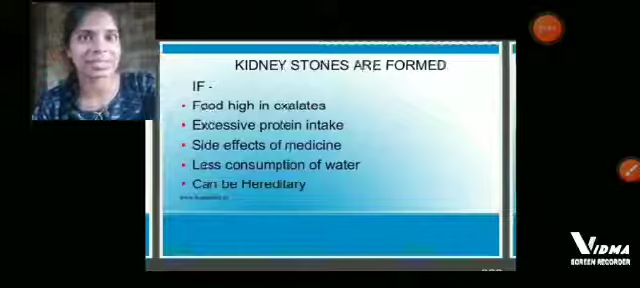 KIDNEY STONES ARE FORMED
IF -
• Food high in oxalates
• Excessive protein intake
• Side effects of medicine
• Less consumption of water
• Can be Hereditary
VIDMA
SCREEN RECORDER